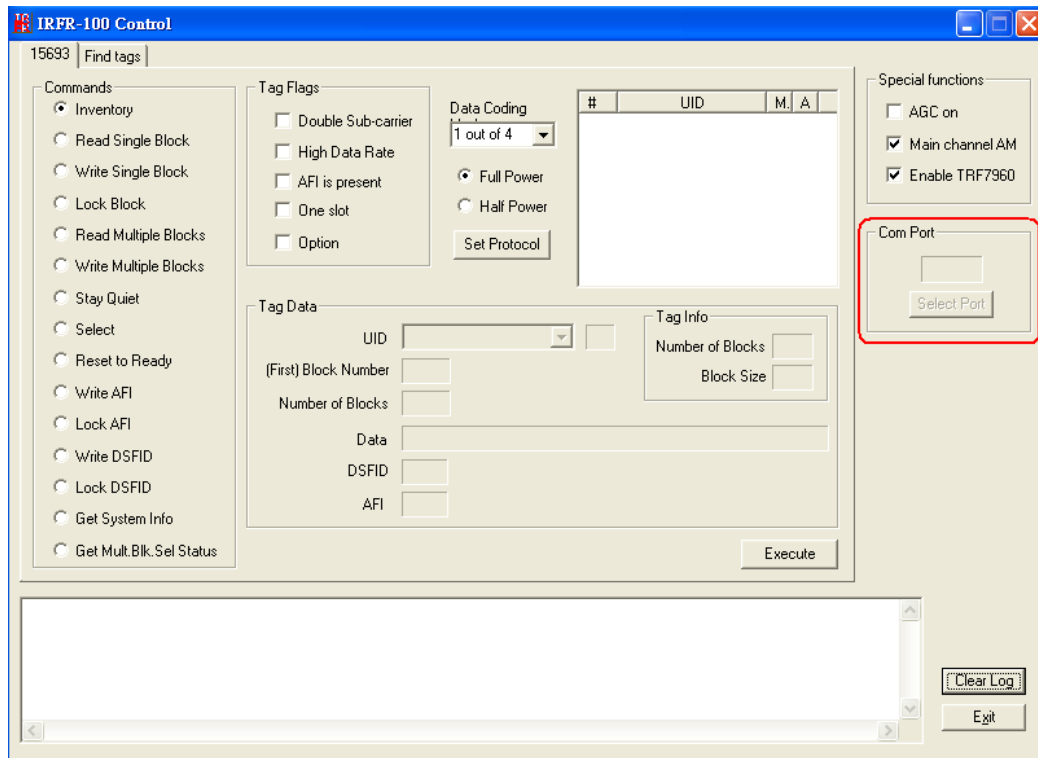 IRFR-100 Control
15693
Find tags
Commands
Inventory
Read Single Block
Write Single Block
Lock Block
Read Multiple Blocks
Write Multiple Blocks
Stay Quiet
Select
Reset to Ready
Write AFI
Lock AFI
Write DSFID
Lock DSFID
Get System Info
Get Mult.Blk.Sel Status
Tag Flags
Double Sub-carrier
High Data Rate
AFI is present
One slot
Option
Data Coding
1 out of 4
Full Power
Half Power
Set Protocol
# UID M. A
Tag Data
UID
(First) Block Number
Number of Blocks
Data
DSFID
AFI
Tag Info
Number of Blocks
Block Size
Execute
Special functions
AGC on
Main channel AM
Enable TRF7960
Com Port
Select Port
Clear Log
Exit